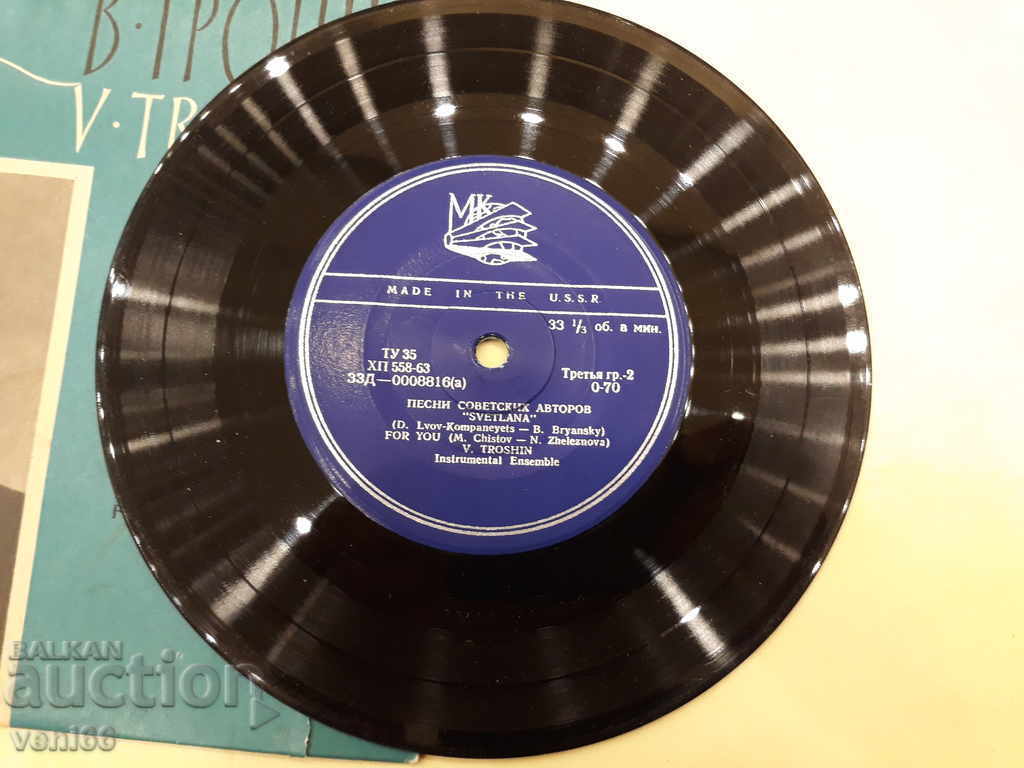 В·ТРОШ
V·TR
МК
MADE IN THE U.S.S.R.
33 1/3 об. в мин.
ТУ 35
ХП 558-63
33Д—0008816(а)
Третья гр.-2
0-70
ПЕСНИ СОВЕТСКИХ АВТОРОВ
"SVETLANA"
(D. Lvov-Kompaneyets — B. Bryansky)
FOR YOU (M. Chistov — N. Zheleznova)
V. TROSHIN
Instrumental Ensemble
BALKAN
auction
veni66